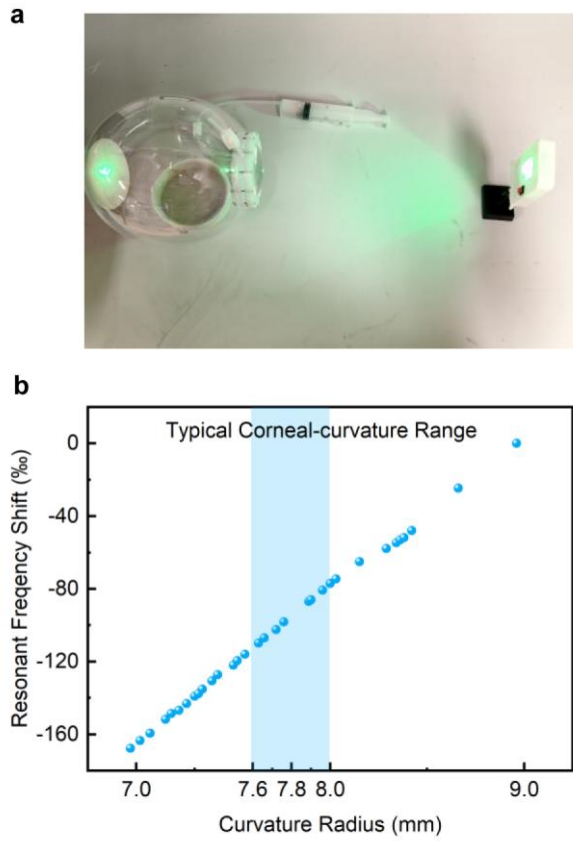 a
b
Typical Corneal-curvature Range
0
-40
-80
-120
-160
Resonant Freqency Shift (‰)
7.0 7.6 7.8 8.0 9.0
Curvature Radius (mm)